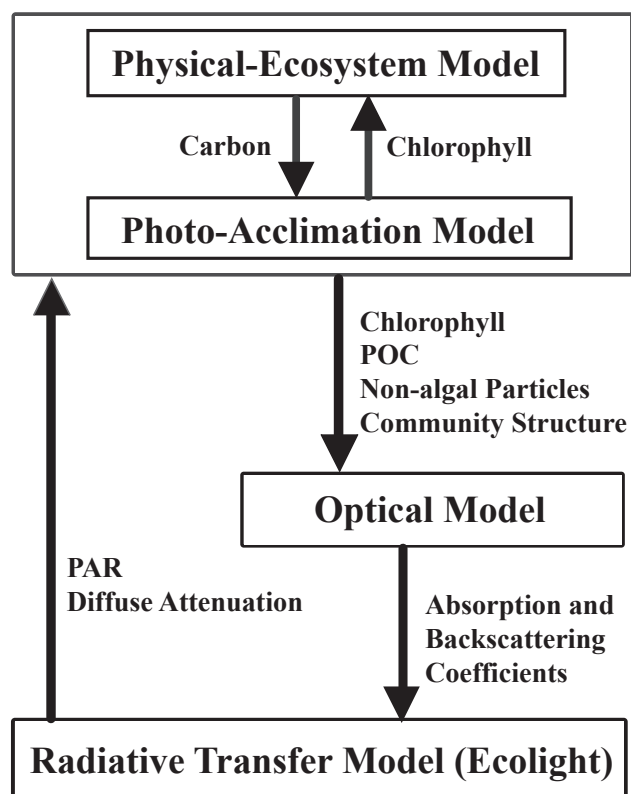 Physical-Ecosystem Model
Carbon
Chlorophyll
Photo-Acclimation Model
Chlorophyll
POC
Non-algal Particles
Community Structure
Optical Model
PAR
Diffuse Attenuation
Absorption and
Backscattering
Coefficients
Radiative Transfer Model (Ecolight)